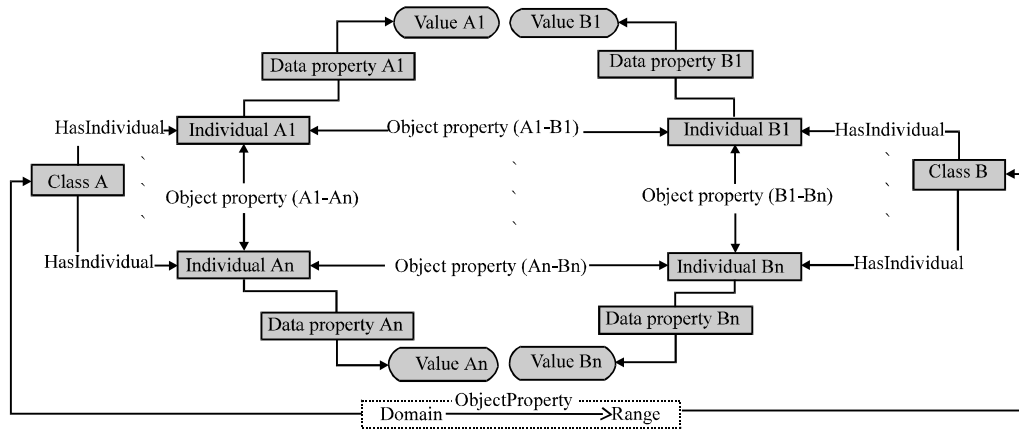 Value A1
Value B1
Data property A1
Data property B1
HasIndividual
Individual A1
Object property (A1-B1)
Individual B1
HasIndividual
Class A
Object property (A1-An)
Object property (B1-Bn)
Class B
HasIndividual
Individual An
Object property (An-Bn)
Individual Bn
HasIndividual
Data property An
Data property Bn
Value An
Value Bn
ObjectProperty
Domain
Range